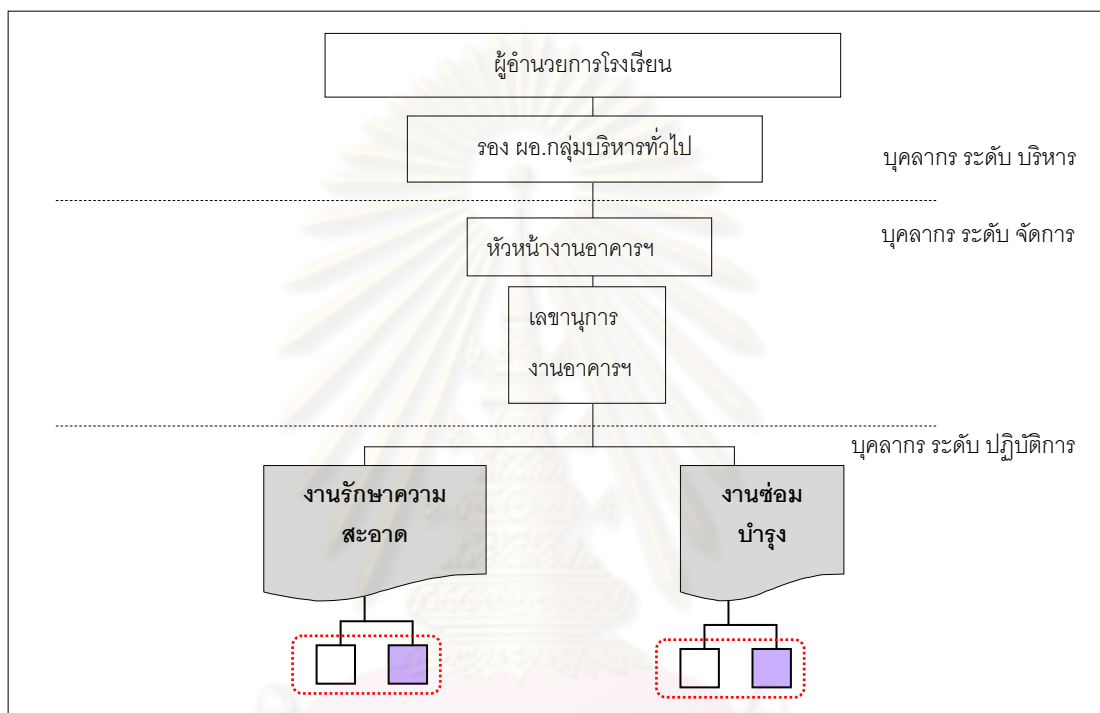 ผู้อำนวยการโรงเรียน
รอง ผอ.กลุ่มบริหารทั่วไป
บุคลากร ระดับ บริหาร
หัวหน้างานอาคารฯ
บุคลากร ระดับ จัดการ
เลขานุการ
งานอาคารฯ
บุคลากร ระดับ ปฏิบัติการ
งานรักษาความ
สะอาด
งานซ่อม
บำรุง